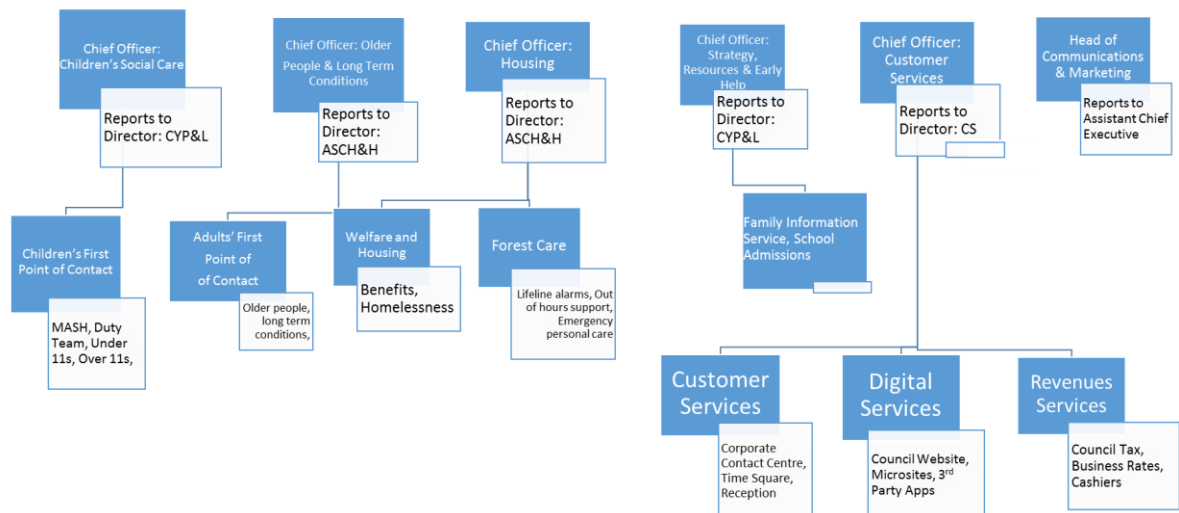 Chief Officer:
Children's Social Care
Reports to
Director: CYP&L
Chief Officer: Older
People & Long Term
Conditions
Reports to
Director:
ASCH&H
Chief Officer:
Housing
Reports to
Director:
ASCH&H
Chief Officer:
Strategy,
Resources & Early
Help
Reports to
Director:
CYP&L
Chief Officer:
Customer
Services
Reports to
Director: CS
Head of
Communications
& Marketing
Reports to
Assistant Chief
Executive
Children's First
Point of Contact
MASH, Duty
Team, Under
11s, Over 11s,
Adults' First
Point of
of Contact
Older people,
long term
conditions,
Welfare and
Housing
Benefits,
Homelessness
Forest Care
Lifeline alarms, Out
of hours support,
Emergency
personal care
Family Information
Service, School
Admissions
Customer
Services
Corporate
Contact Centre,
Time Square,
Reception
Digital
Services
Council Website,
Microsites, 3rd
Party Apps
Revenues
Services
Council Tax,
Business Rates,
Cashiers